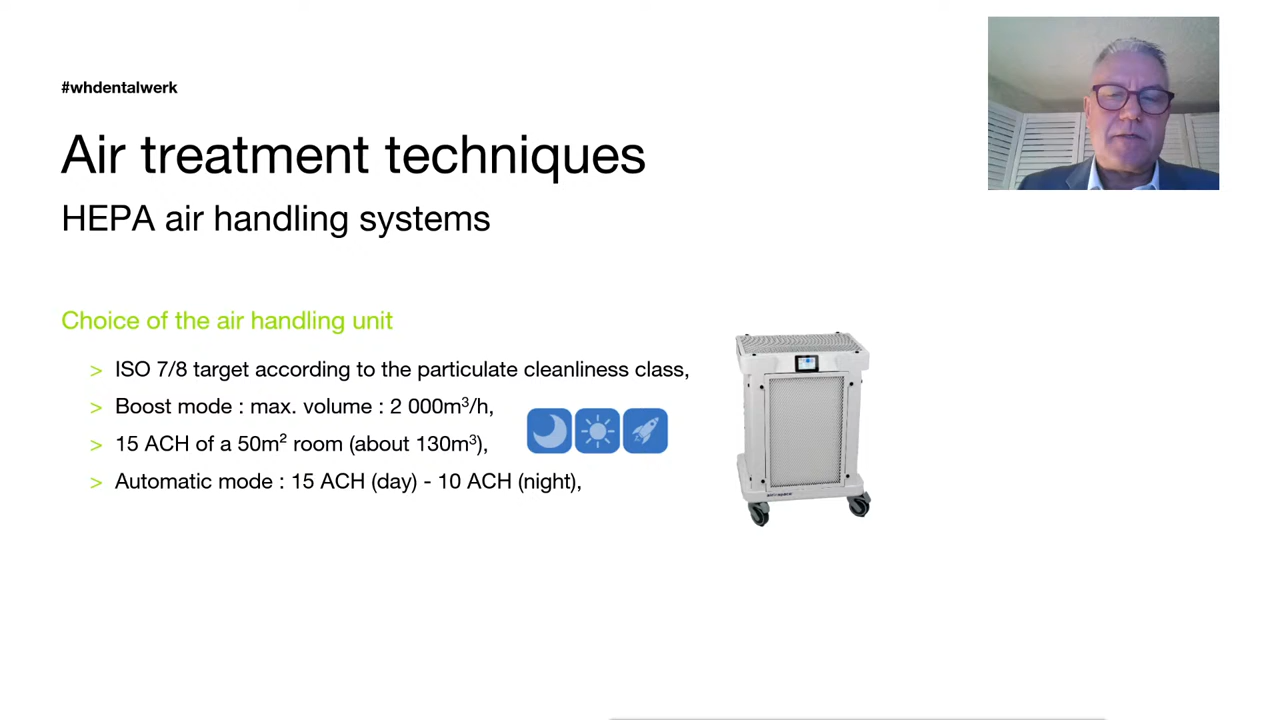 #whdentalwerk
Air treatment techniques
HEPA air handling systems
Choice of the air handling unit
> ISO 7/8 target according to the particulate cleanliness class,
> Boost mode : max. volume : 2 000m³/h,
> 15 ACH of a 50m² room (about 130m³),
> Automatic mode : 15 ACH (day) - 10 ACH (night),